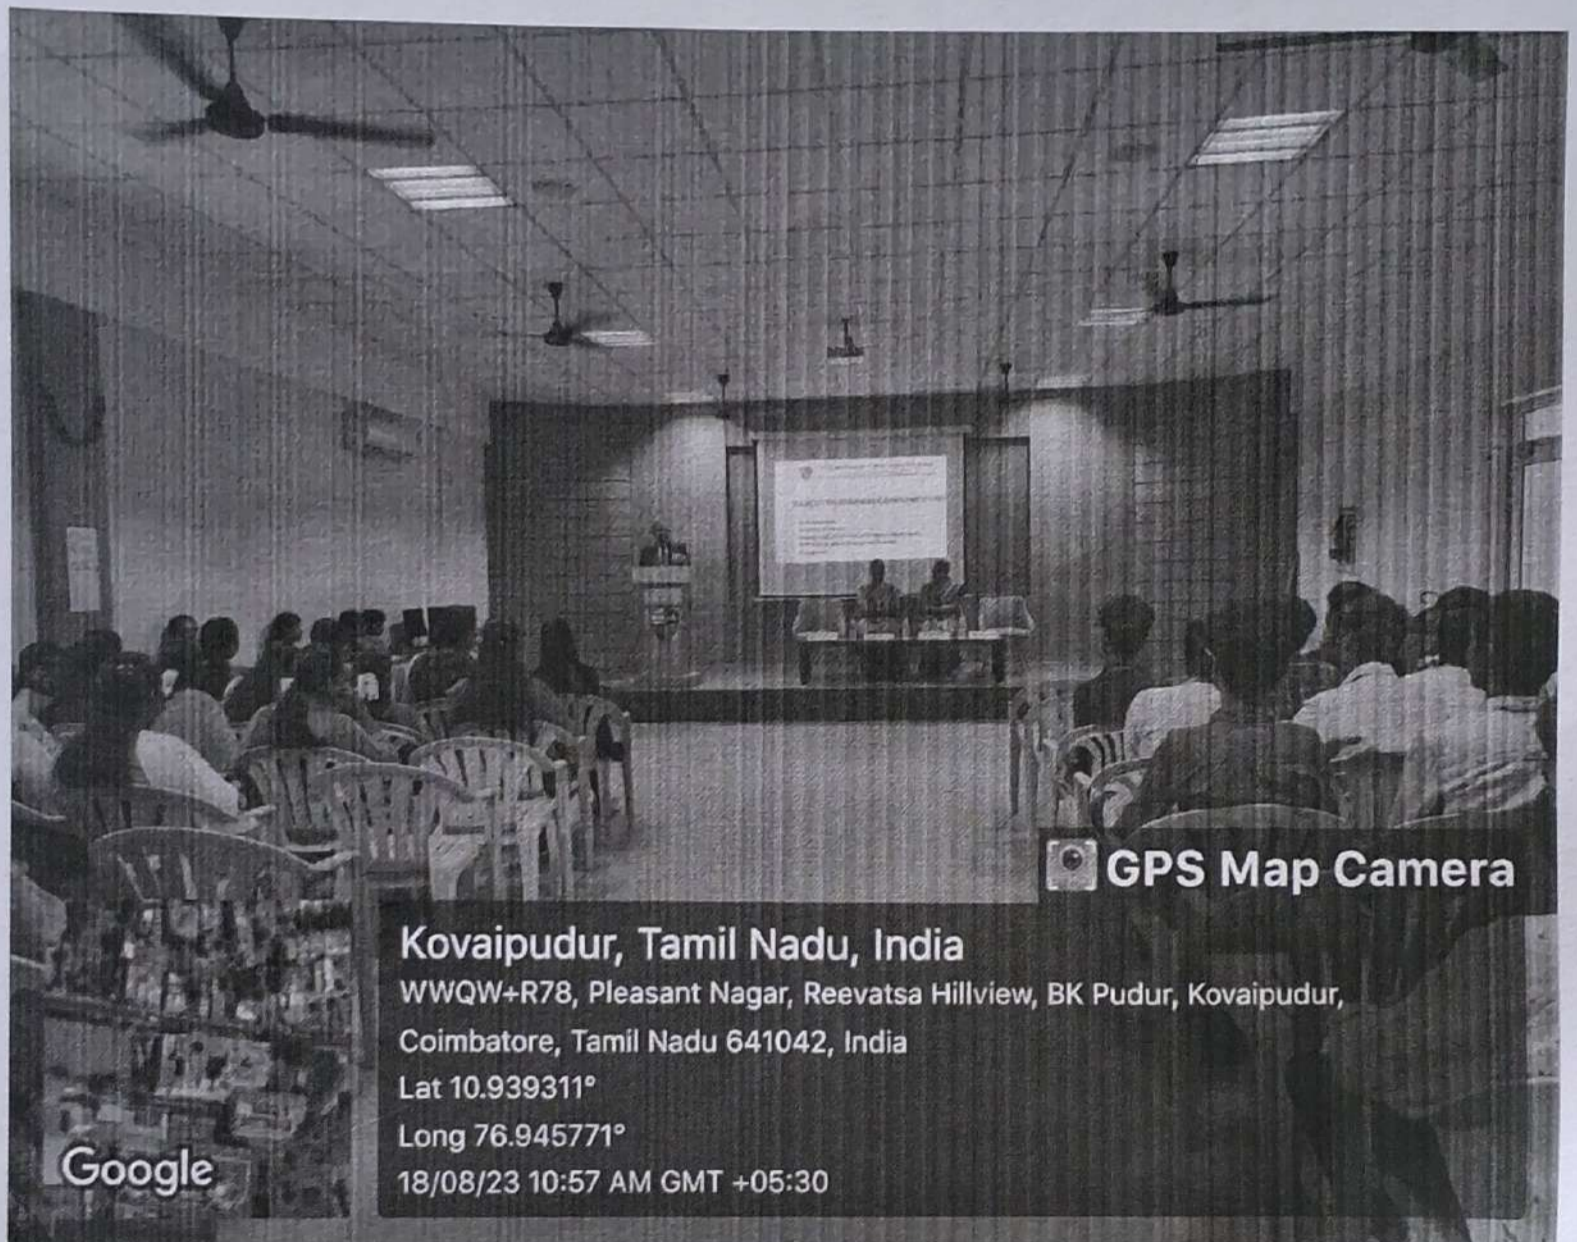 GPS Map Camera
Kovaipudur, Tamil Nadu, India
WWQW+R78, Pleasant Nagar, Reevatsa Hillview, BK Pudur, Kovaipudur,
Coimbatore, Tamil Nadu 641042, India
Lat 10.939311°
Long 76.945771°
18/08/23 10:57 AM GMT +05:30
Google